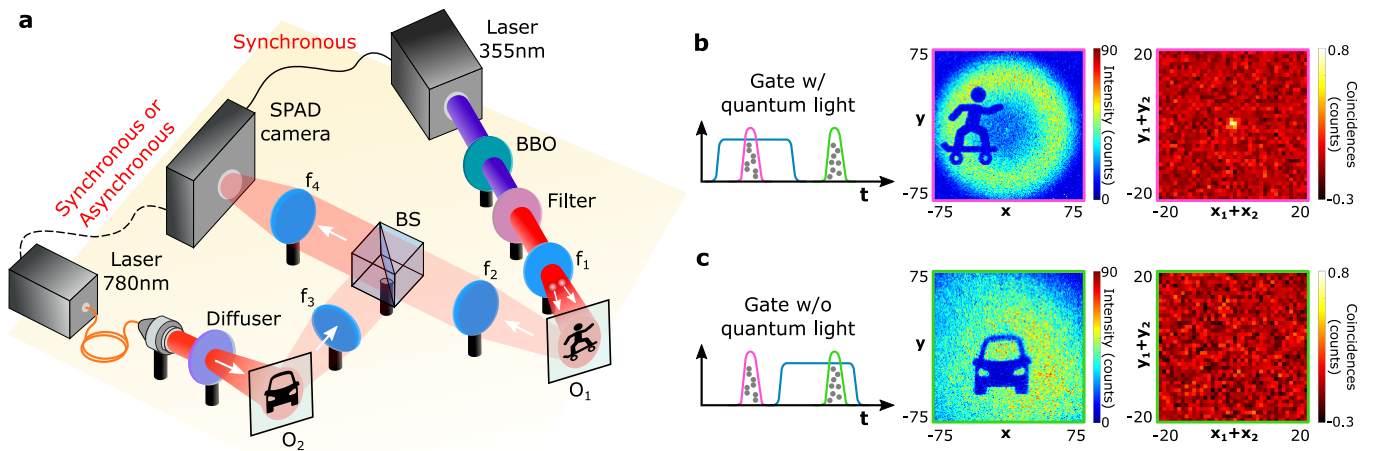 a
Synchronous
Laser
355nm
SPAD
camera
Synchronous or
Asynchronous
BBO
Filter
f₄
BS
f₁
f₂
Laser
780nm
f₃
Diffuser
O₁
O₂
b
Gate w/
quantum light
t
75
y
-75
-75
x
75
90
Intensity (counts)
0
20
y₁+y₂
-20
-20
x₁+x₂
20
0.8
Coincidences
(counts)
-0.3
c
Gate w/o
quantum light
t
75
y
-75
-75
x
75
90
Intensity (counts)
0
20
y₁+y₂
-20
-20
x₁+x₂
20
0.8
Coincidences
(counts)
-0.3